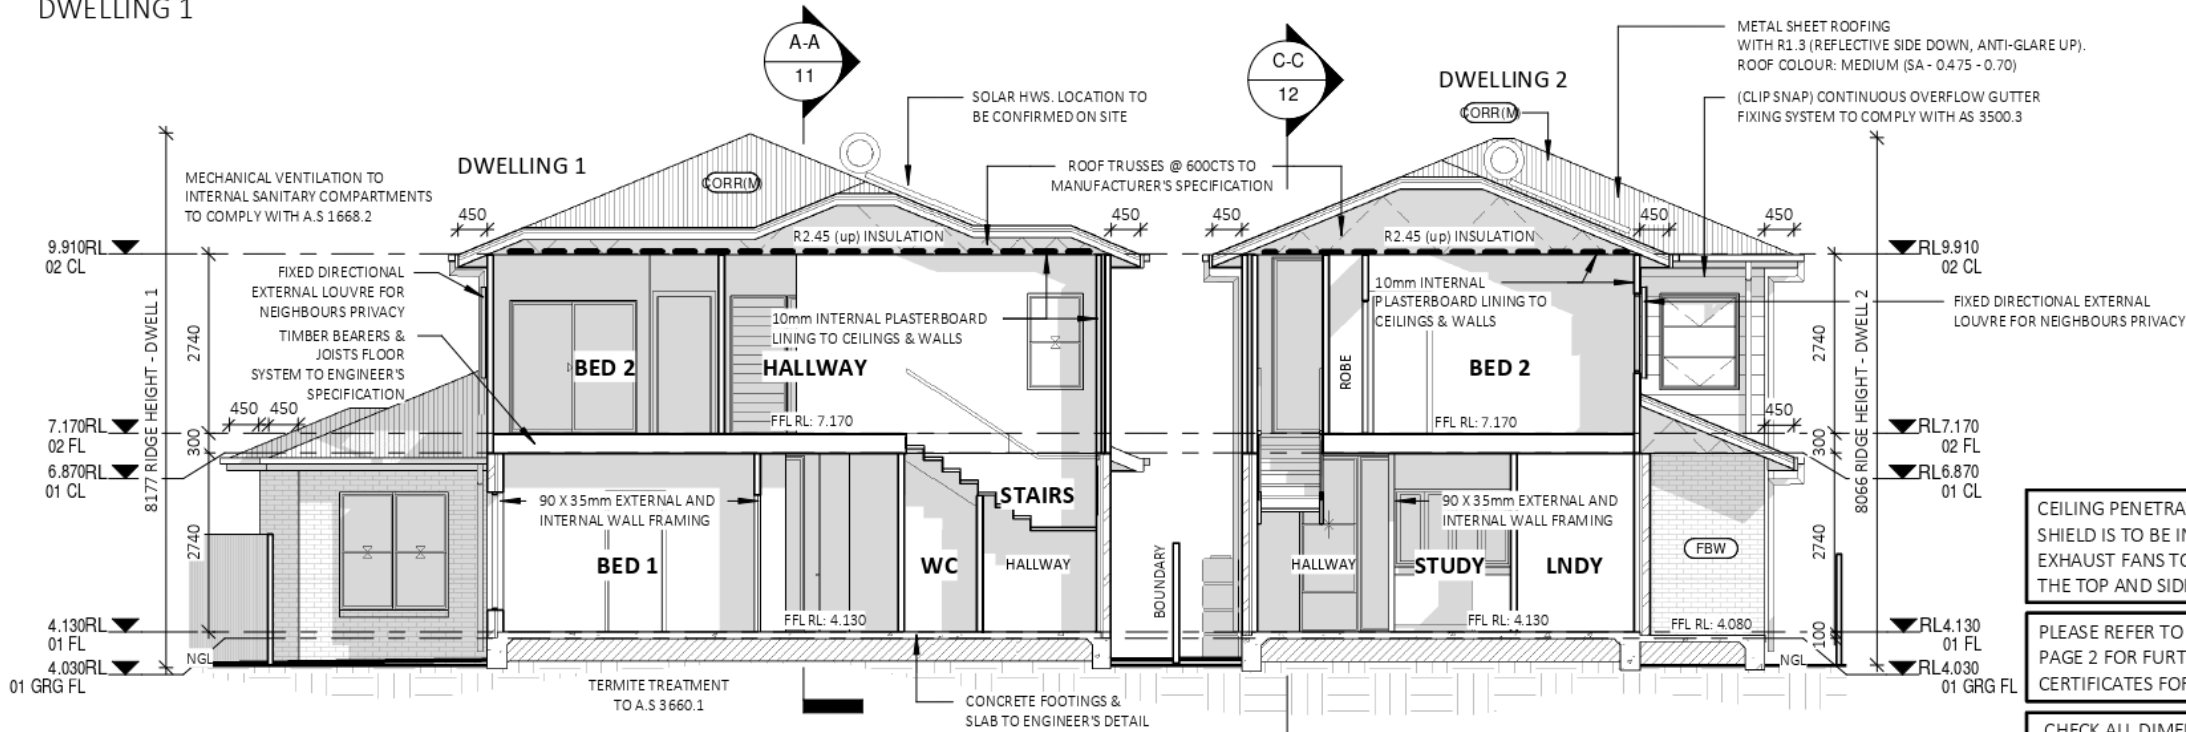 DWELLING 1
A-A
11
C-C
12
METAL SHEET ROOFING
WITH R1.3 (REFLECTIVE SIDE DOWN, ANTI-GLARE UP).
ROOF COLOUR: MEDIUM (SA - 0.475 - 0.70)
DWELLING 2
CORR(M)
SOLAR HWS. LOCATION TO
BE CONFIRMED ON SITE
(CLIP SNAP) CONTINUOUS OVERFLOW GUTTER
FIXING SYSTEM TO COMPLY WITH AS 3500.3
DWELLING 1
CORR(M)
ROOF TRUSSES @ 600CTS TO
MANUFACTURER'S SPECIFICATION
MECHANICAL VENTILATION TO
INTERNAL SANITARY COMPARTMENTS
TO COMPLY WITH A.S 1668.2
450
450
450
450
450
R2.45 (up) INSULATION
R2.45 (up) INSULATION
9.910RL
02 CL
RL9.910
02 CL
FIXED DIRECTIONAL
EXTERNAL LOUVRE FOR
NEIGHBOURS PRIVACY
TIMBER BEARERS &
JOISTS FLOOR
SYSTEM TO ENGINEER'S
SPECIFICATION
10mm INTERNAL PLASTERBOARD
LINING TO CEILINGS & WALLS
10mm INTERNAL
PLASTERBOARD LINING TO
CEILINGS & WALLS
FIXED DIRECTIONAL EXTERNAL
LOUVRE FOR NEIGHBOURS PRIVACY
8177 RIDGE HEIGHT - DWELL 1
2740
BED 2
HALLWAY
ROBE
BED 2
2740
8066 RIDGE HEIGHT - DWELL 2
450
450
450
FFL RL: 7.170
FFL RL: 7.170
7.170RL
02 FL
300
RL7.170
02 FL
300
6.870RL
01 CL
RL6.870
01 CL
90 X 35mm EXTERNAL AND
INTERNAL WALL FRAMING
STAIRS
90 X 35mm EXTERNAL AND
INTERNAL WALL FRAMING
2740
BED 1
WC
HALLWAY
BOUNDARY
HALLWAY
STUDY
LNDY
FBW
2740
FFL RL: 4.130
FFL RL: 4.130
FFL RL: 4.080
4.130RL
01 FL
100
RL4.130
01 FL
NGL
NGL
4.030RL
01 GRG FL
RL4.030
01 GRG FL
TERMITE TREATMENT
TO A.S 3660.1
CONCRETE FOOTINGS &
SLAB TO ENGINEER'S DETAIL
CEILING PENETRA
SHIELD IS TO BE IN
EXHAUST FANS TO
THE TOP AND SID
PLEASE REFER TO
PAGE 2 FOR FURT
CERTIFICATES FOR
CHECK ALL DIME